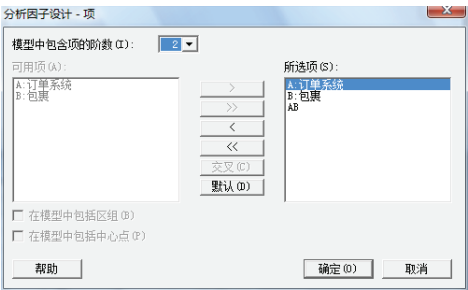 分析因子设计 - 项
模型中包含项的阶数(I): 2
可用项(A): 所选项(S):
A:订单系统 > A:订单系统
B:包裹 >> B:包裹
< AB
<<
交叉(C)
默认(D)
在模型中包括区组(B)
在模型中包括中心点(P)
帮助 确定(O) 取消